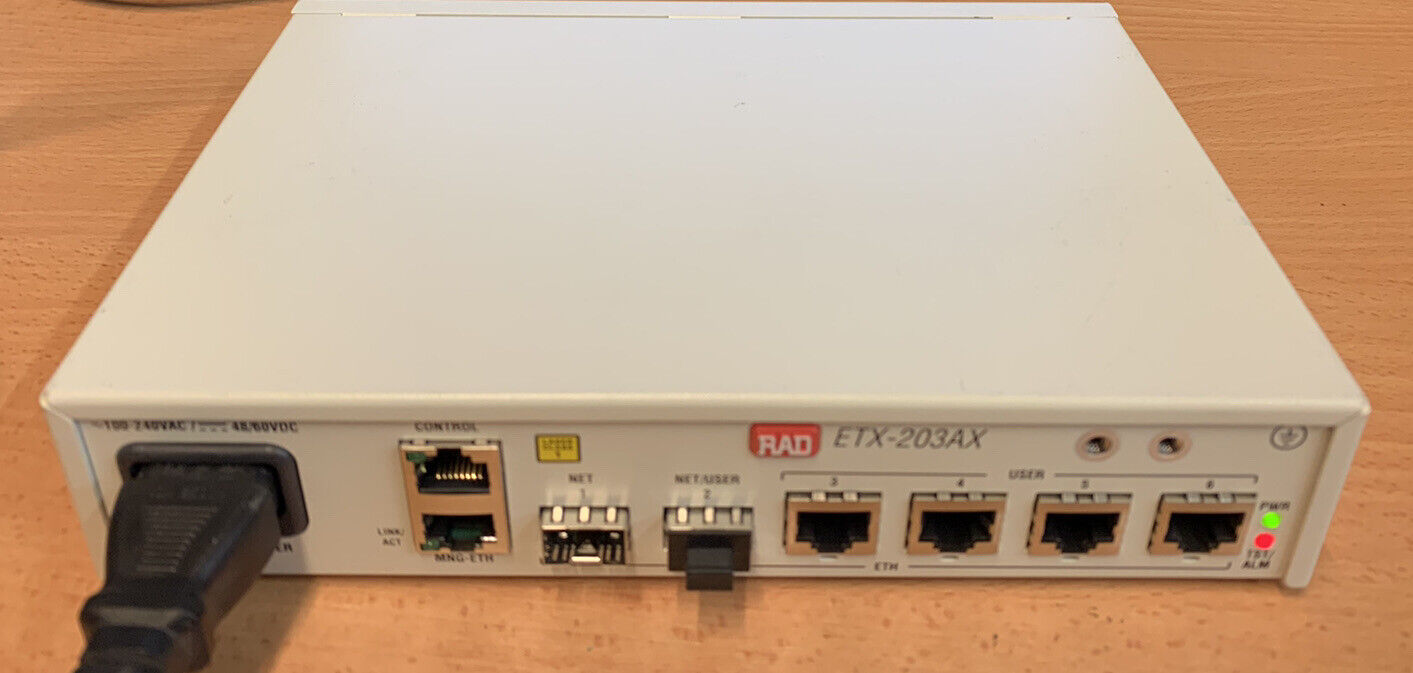 ~100-240VAC / 48/60VDC
CONTROL
LINK/
ACT
MNG-ETH
NET
1
NET/USER
2
RAD ETX-203AX
USER
3 4 5 6
ETH
PWR
TST/
ALM